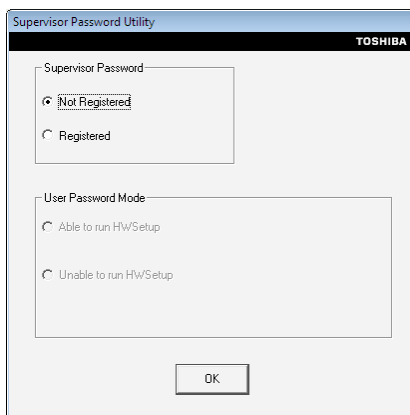 Supervisor Password Utility
TOSHIBA
Supervisor Password
Not Registered
Registered
User Password Mode
Able to run HWSetup
Unable to run HWSetup
OK